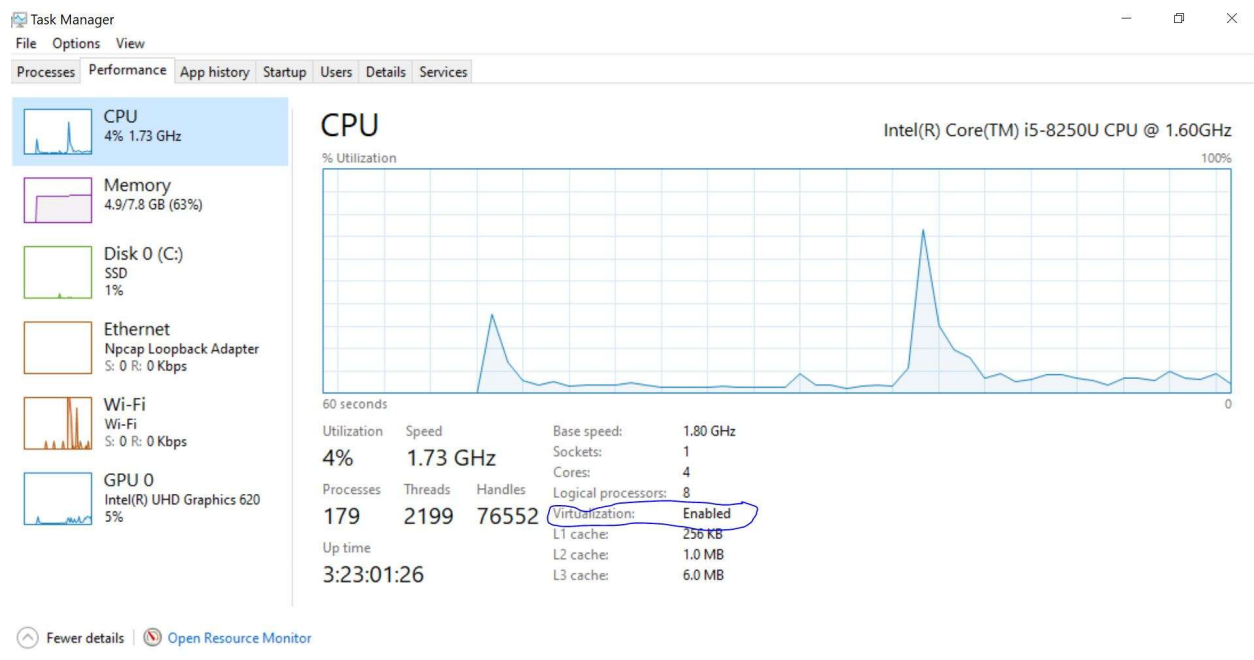 Task Manager
File Options View
Processes Performance App history Startup Users Details Services
CPU
4% 1.73 GHz
Memory
4.9/7.8 GB (63%)
Disk 0 (C:)
SSD
1%
Ethernet
Npcap Loopback Adapter
S: 0 R: 0 Kbps
Wi-Fi
Wi-Fi
S: 0 R: 0 Kbps
GPU 0
Intel(R) UHD Graphics 620
5%
CPU Intel(R) Core(TM) i5-8250U CPU @ 1.60GHz
% Utilization 100%
60 seconds 0
Utilization Speed
4% 1.73 GHz
Processes Threads Handles
179 2199 76552
Up time
3:23:01:26
Base speed: 1.80 GHz
Sockets: 1
Cores: 4
Logical processors: 8
Virtualization: Enabled
L1 cache: 256 KB
L2 cache: 1.0 MB
L3 cache: 6.0 MB
Fewer details Open Resource Monitor